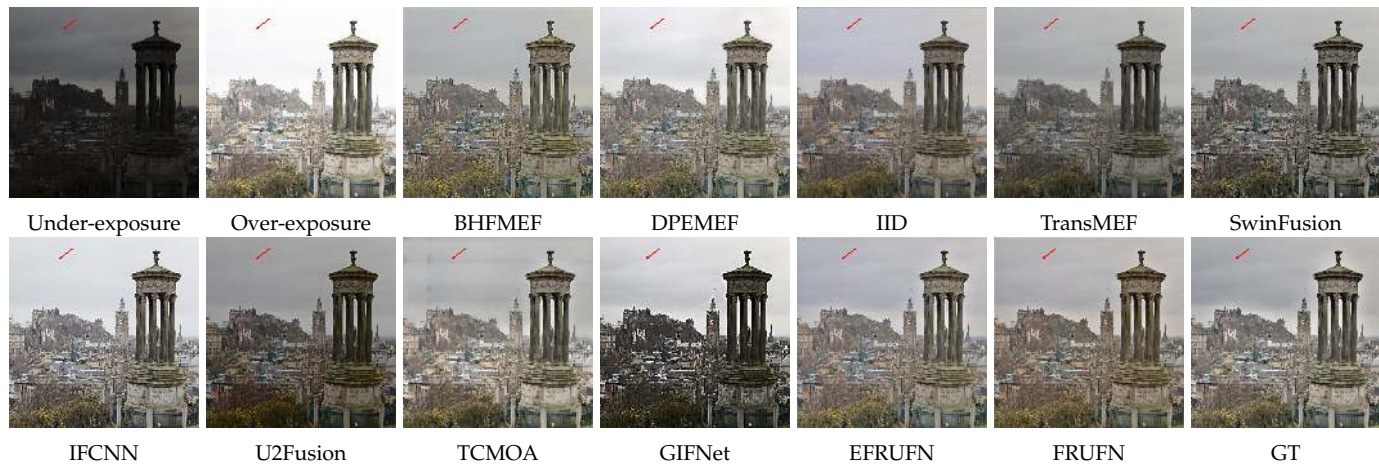 Under-exposure Over-exposure BHFMEF DPEMEF IID TransMEF SwinFusion
IFCNN U2Fusion TCMOA GIFNet EFRUFN FRUFN GT